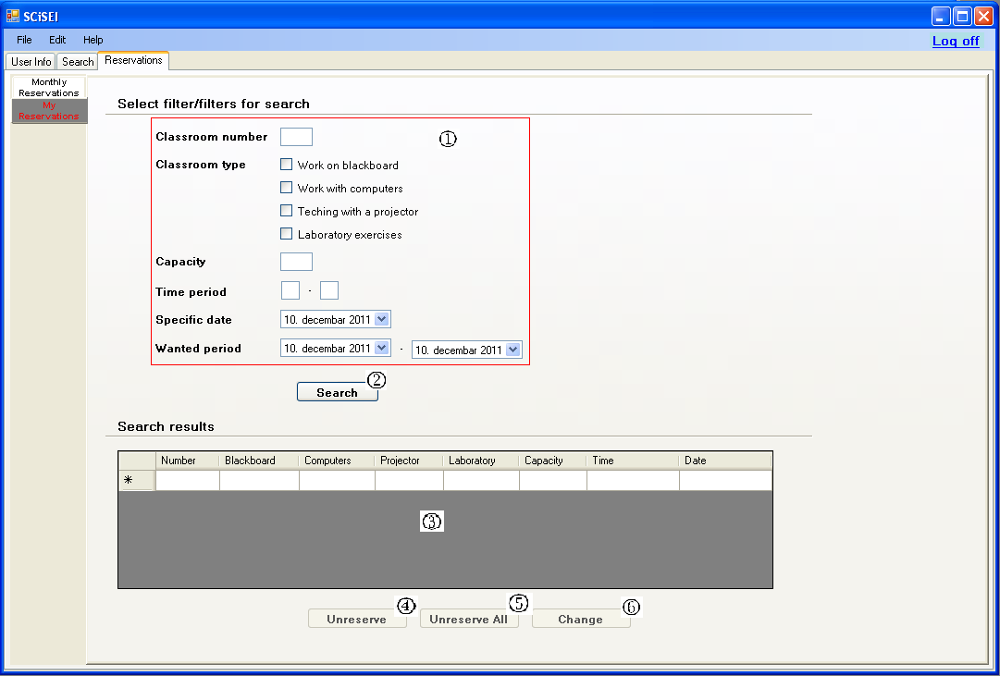 SCiSEI
File Edit Help
Log off
User Info Search Reservations
Monthly
Reservations
My
Reservations
Select filter/filters for search
Classroom number ①
Classroom type Work on blackboard
Work with computers
Teching with a projector
Laboratory exercises
Capacity
Time period -
Specific date 10. decembar 2011
Wanted period 10. decembar 2011 - 10. decembar 2011
②
Search
Search results
Number Blackboard Computers Projector Laboratory Capacity Time Date
*
③
④ ⑤ ⑥
Unreserve Unreserve All Change